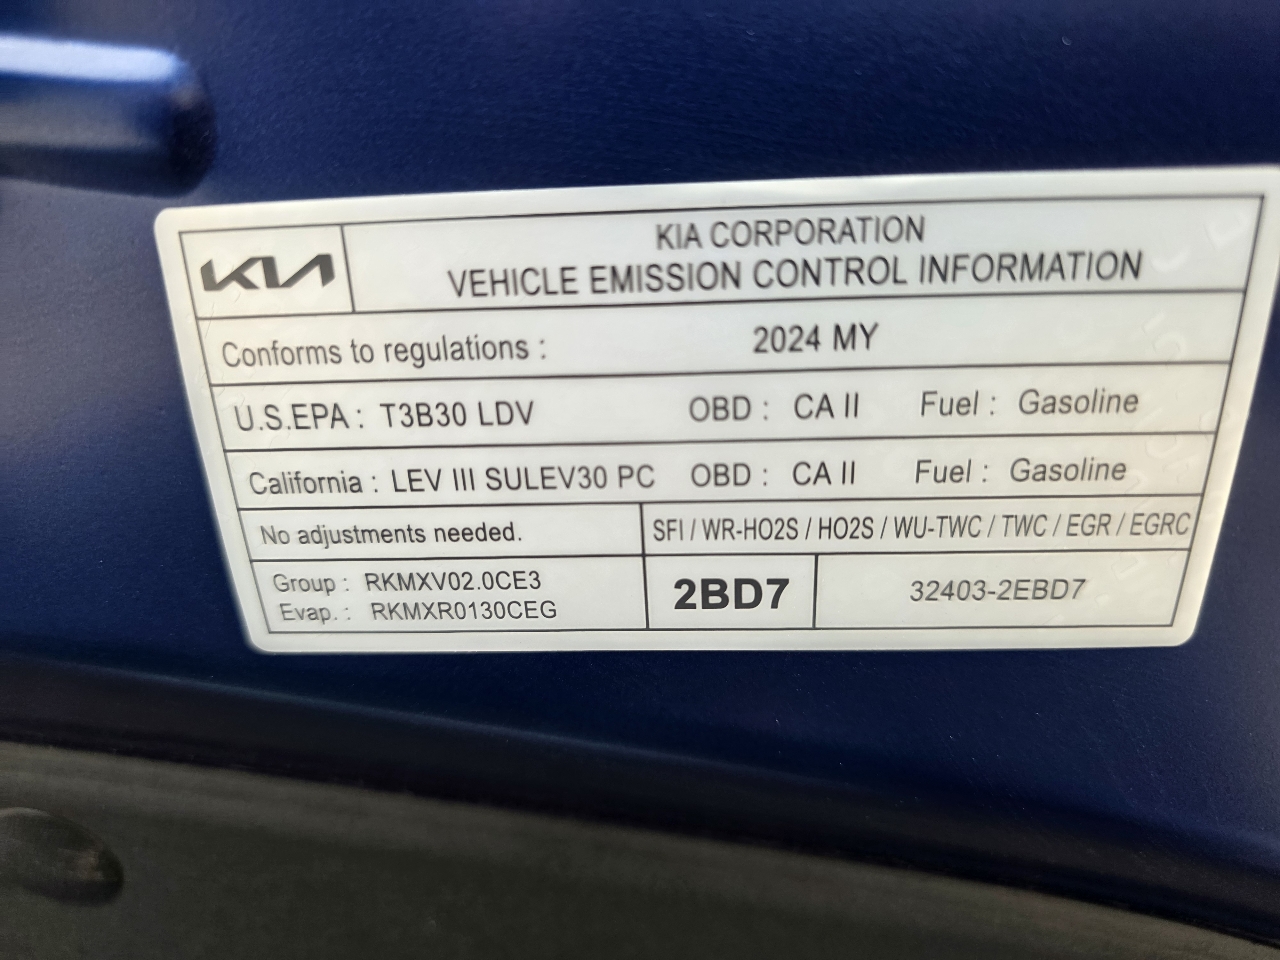 KIA
KIA CORPORATION
VEHICLE EMISSION CONTROL INFORMATION
Conforms to regulations : 2024 MY
U.S.EPA : T3B30 LDV OBD : CA II Fuel : Gasoline
California : LEV III SULEV30 PC OBD : CA II Fuel : Gasoline
No adjustments needed. SFI / WR-HO2S / HO2S / WU-TWC / TWC / EGR / EGRC
Group : RKMXV02.0CE3
Evap. : RKMXR0130CEG
2BD7
32403-2EBD7